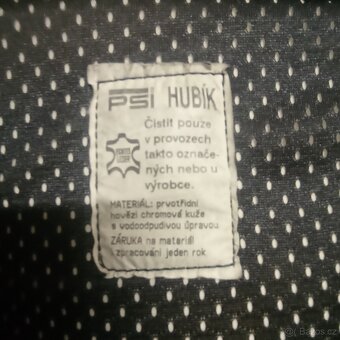 PSI HUBÍK
Čistit pouze
v provozech
takto označe-
ných nebo u
výrobce.
MATERIÁL: prvotřídní
hovězí chromová kuže
s vodoodpudivou úpravou
ZÁRUKA na materiál
i zpracování jeden rok